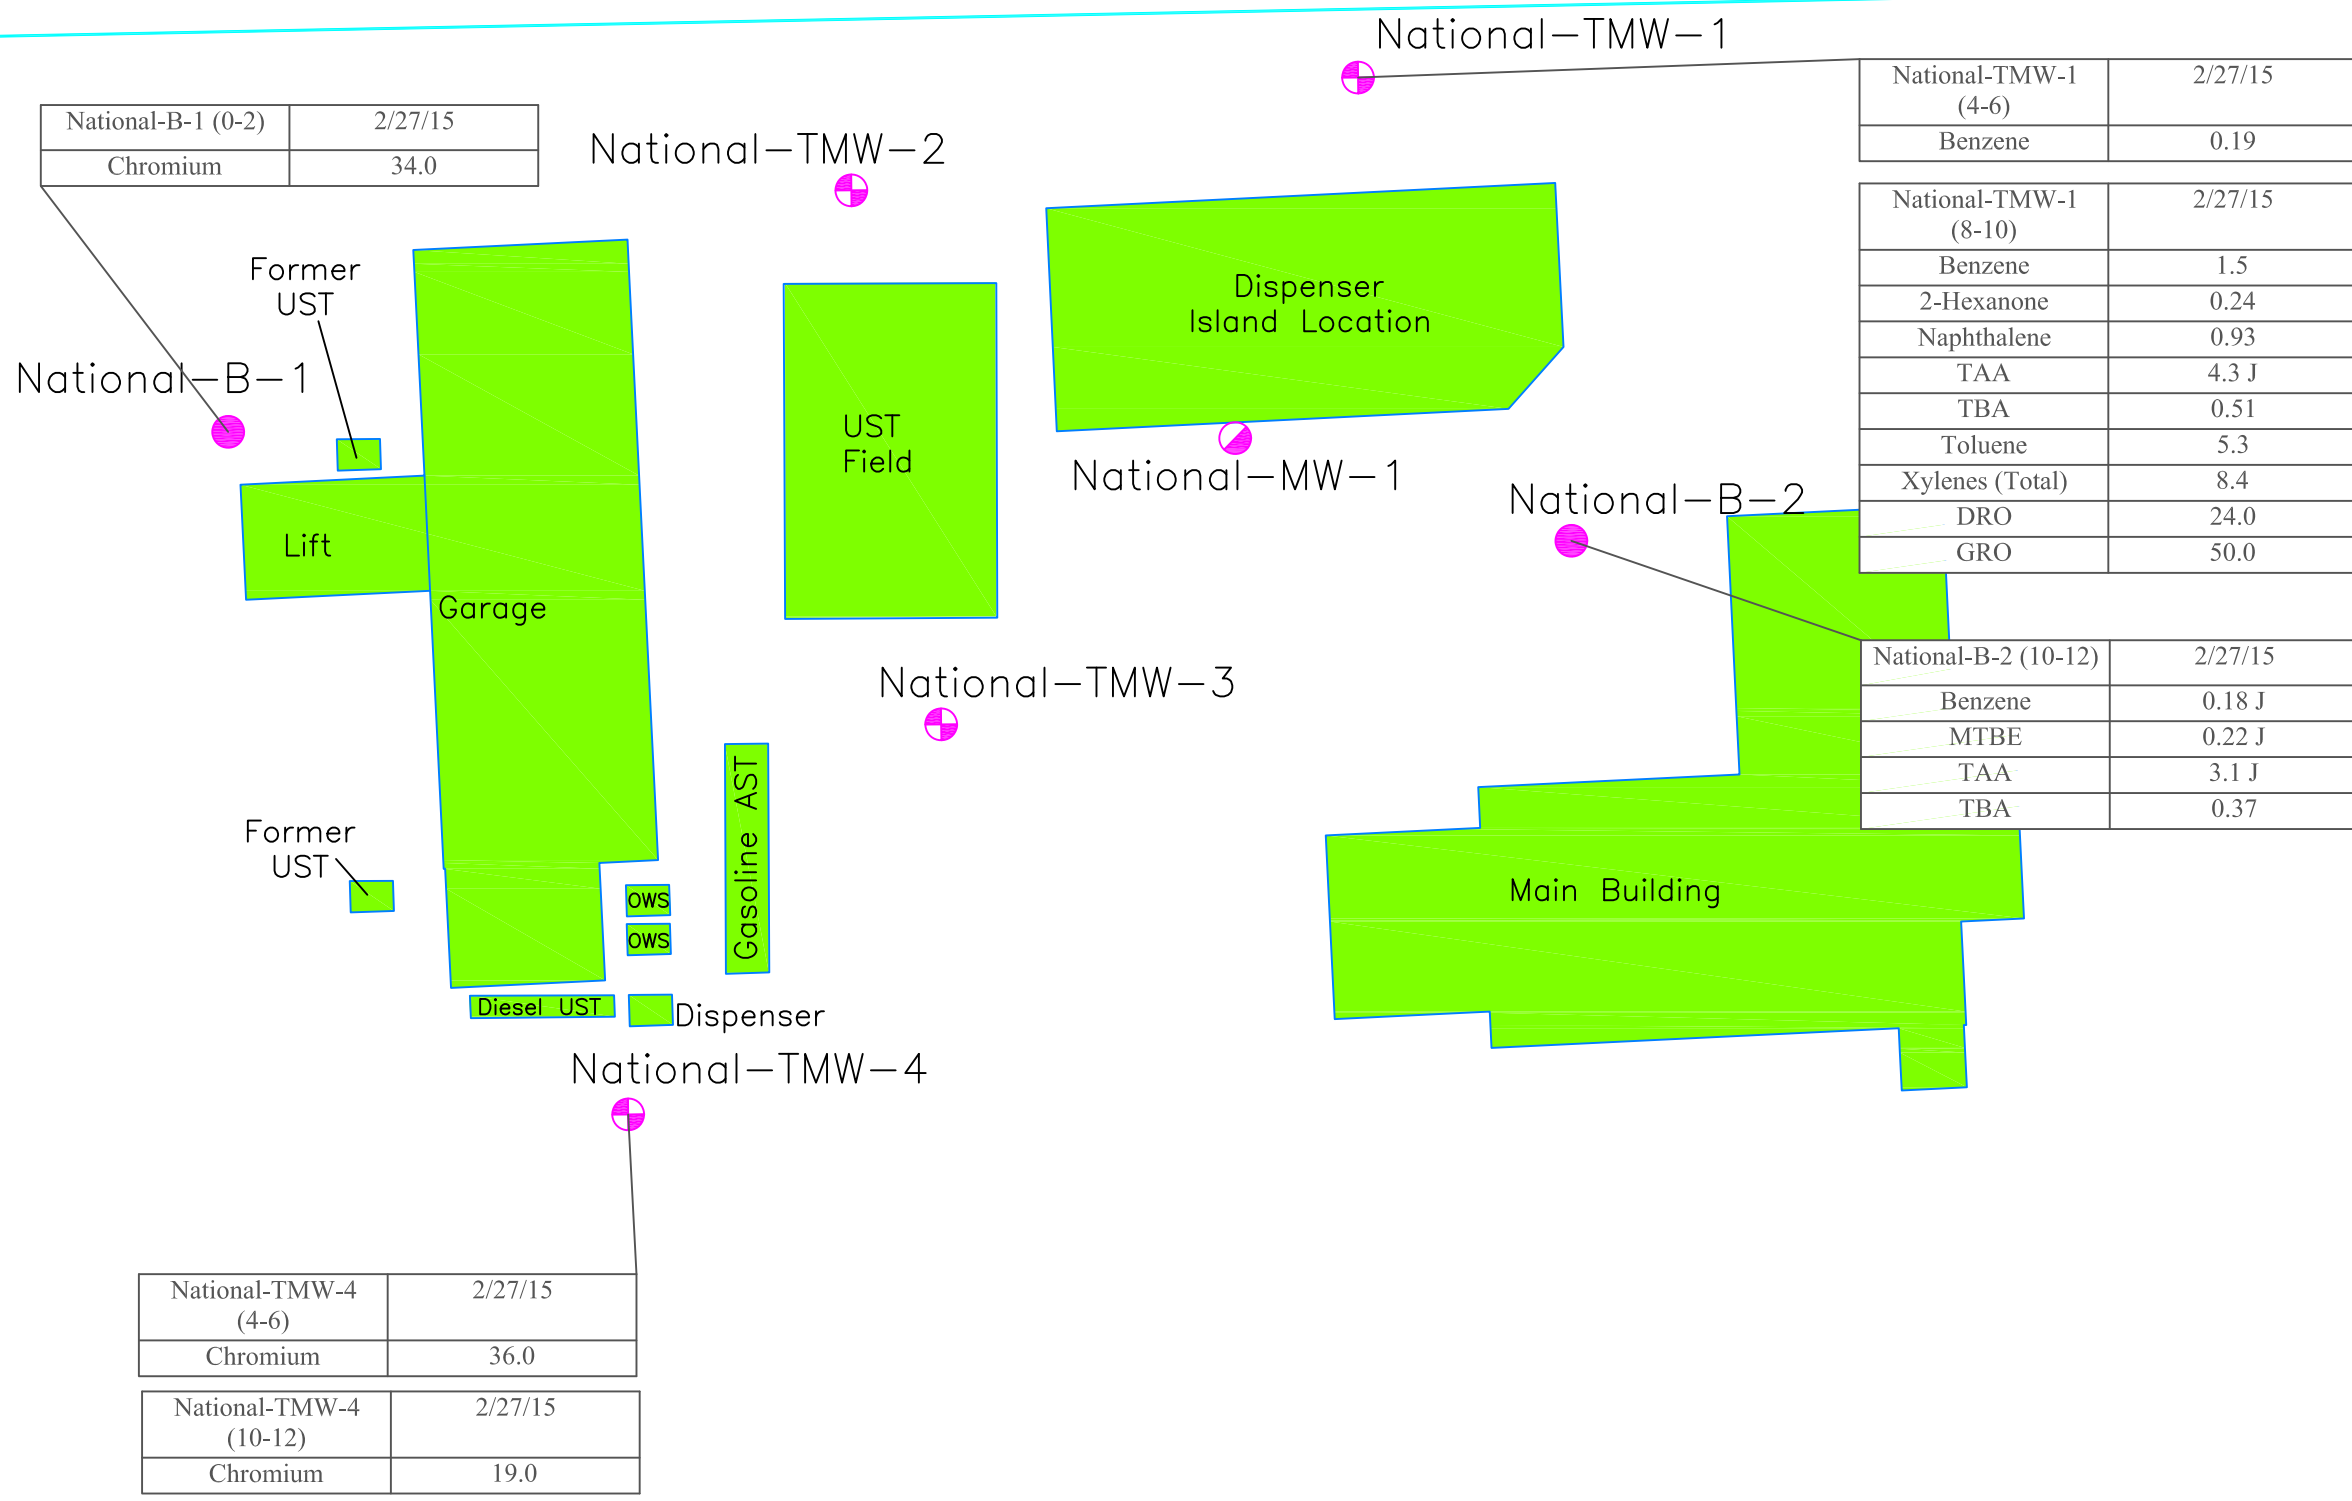 National-TMW-1
National-TMW-1 2/27/15
(4-6)
Benzene 0.19
National-B-1 (0-2) 2/27/15
Chromium 34.0
National-TMW-2
National-TMW-1 2/27/15
(8-10)
Benzene 1.5
2-Hexanone 0.24
Naphthalene 0.93
TAA 4.3 J
TBA 0.51
Toluene 5.3
Xylenes (Total) 8.4
DRO 24.0
GRO 50.0
Former
UST
Dispenser
Island Location
National-B-1
UST
Field
National-MW-1
National-B-2
Lift
Garage
National-B-2 (10-12) 2/27/15
Benzene 0.18 J
MTBE 0.22 J
TAA 3.1 J
TBA 0.37
National-TMW-3
Gasoline AST
Former
UST
OWS
OWS
Main Building
Diesel UST
Dispenser
National-TMW-4
National-TMW-4 2/27/15
(4-6)
Chromium 36.0
National-TMW-4 2/27/15
(10-12)
Chromium 19.0